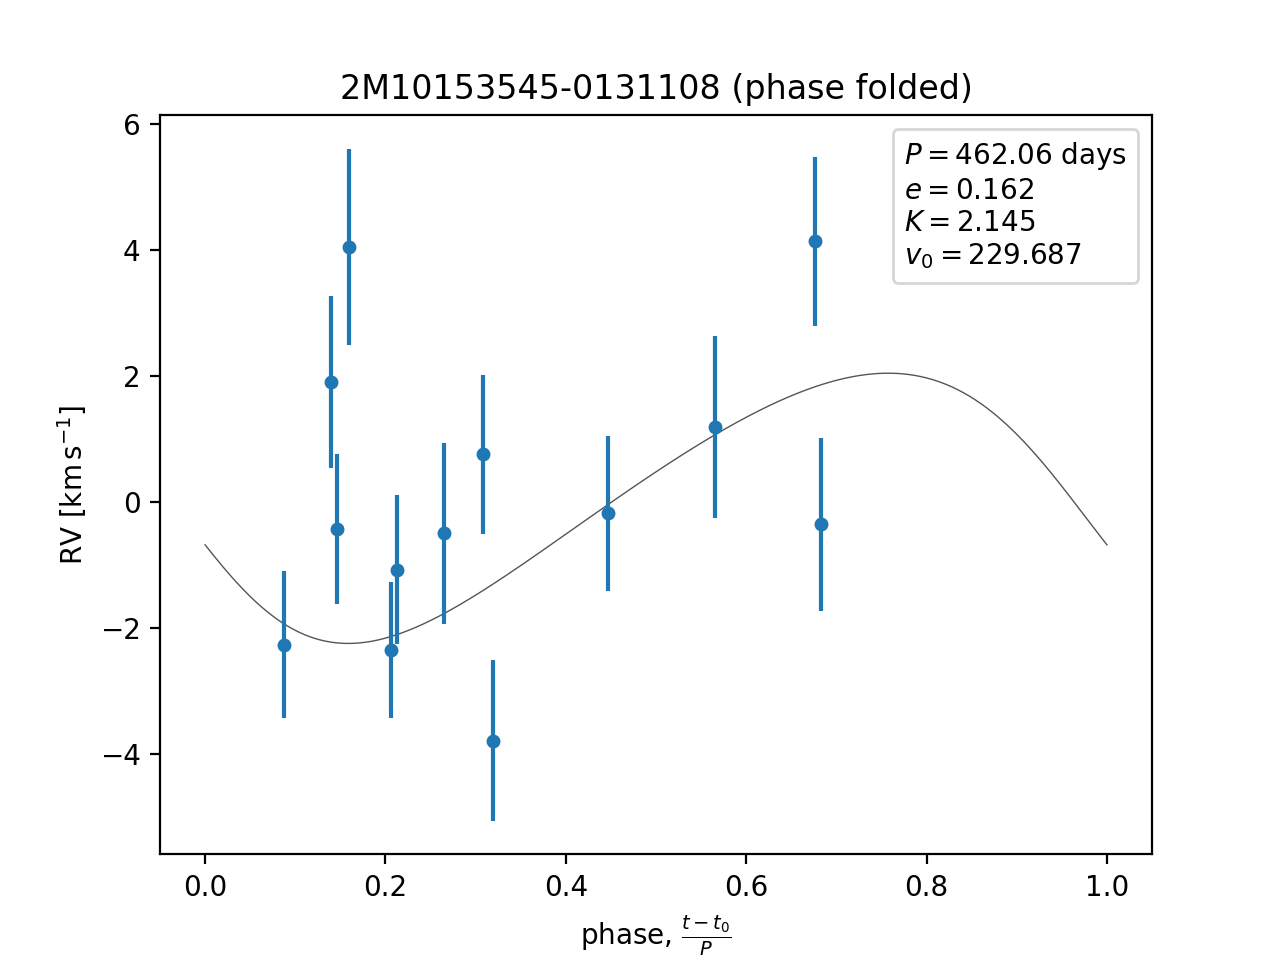 2M10153545-0131108 (phase folded)
P = 462.06 days
e = 0.162
K = 2.145
v₀ = 229.687
RV [km s⁻¹]
6
4
2
0
−2
−4
0.0 0.2 0.4 0.6 0.8 1.0
phase, (t − t₀)/P